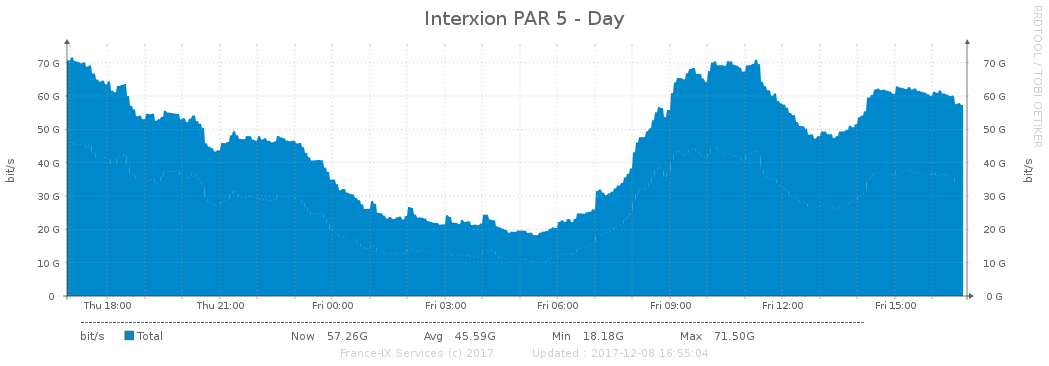 Interxion PAR 5 - Day
RRDTOOL / TOBI OETIKER
bit/s
bit/s
70 G
70 G
60 G
60 G
50 G
50 G
40 G
40 G
30 G
30 G
20 G
20 G
10 G
10 G
0
0 G
Thu 18:00 Thu 21:00 Fri 00:00 Fri 03:00 Fri 06:00 Fri 09:00 Fri 12:00 Fri 15:00
bit/s Total Now 57.26G Avg 45.59G Min 18.18G Max 71.50G
France-IX Services (c) 2017 Updated : 2017-12-08 16:55:04